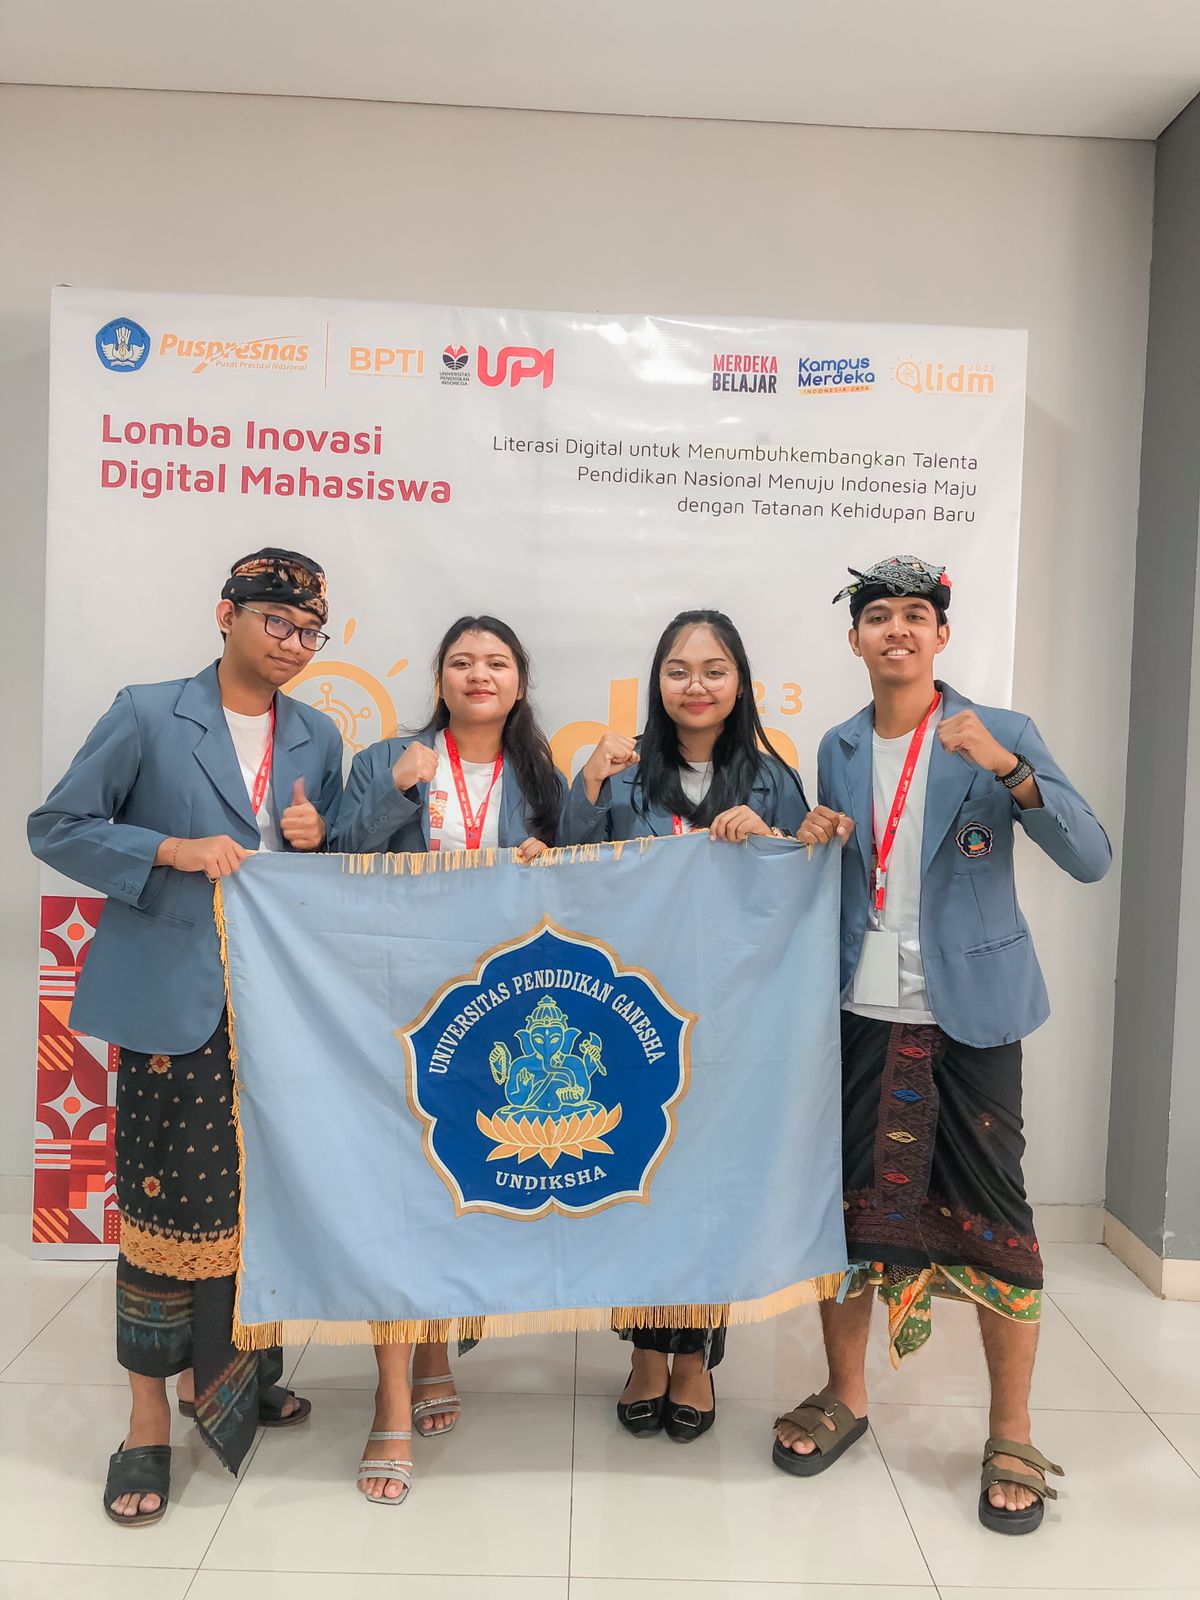 Puspresnas
Pusat Prestasi Nasional
BPTI
UNIVERSITAS
PENDIDIKAN
INDONESIA
UPI
MERDEKA
BELAJAR
Kampus
Merdeka
INDONESIA JAYA
2023
lidm
Lomba Inovasi
Digital Mahasiswa
Literasi Digital untuk Menumbuhkembangkan Talenta
Pendidikan Nasional Menuju Indonesia Maju
dengan Tatanan Kehidupan Baru
UNIVERSITAS PENDIDIKAN GANESHA
UNDIKSHA